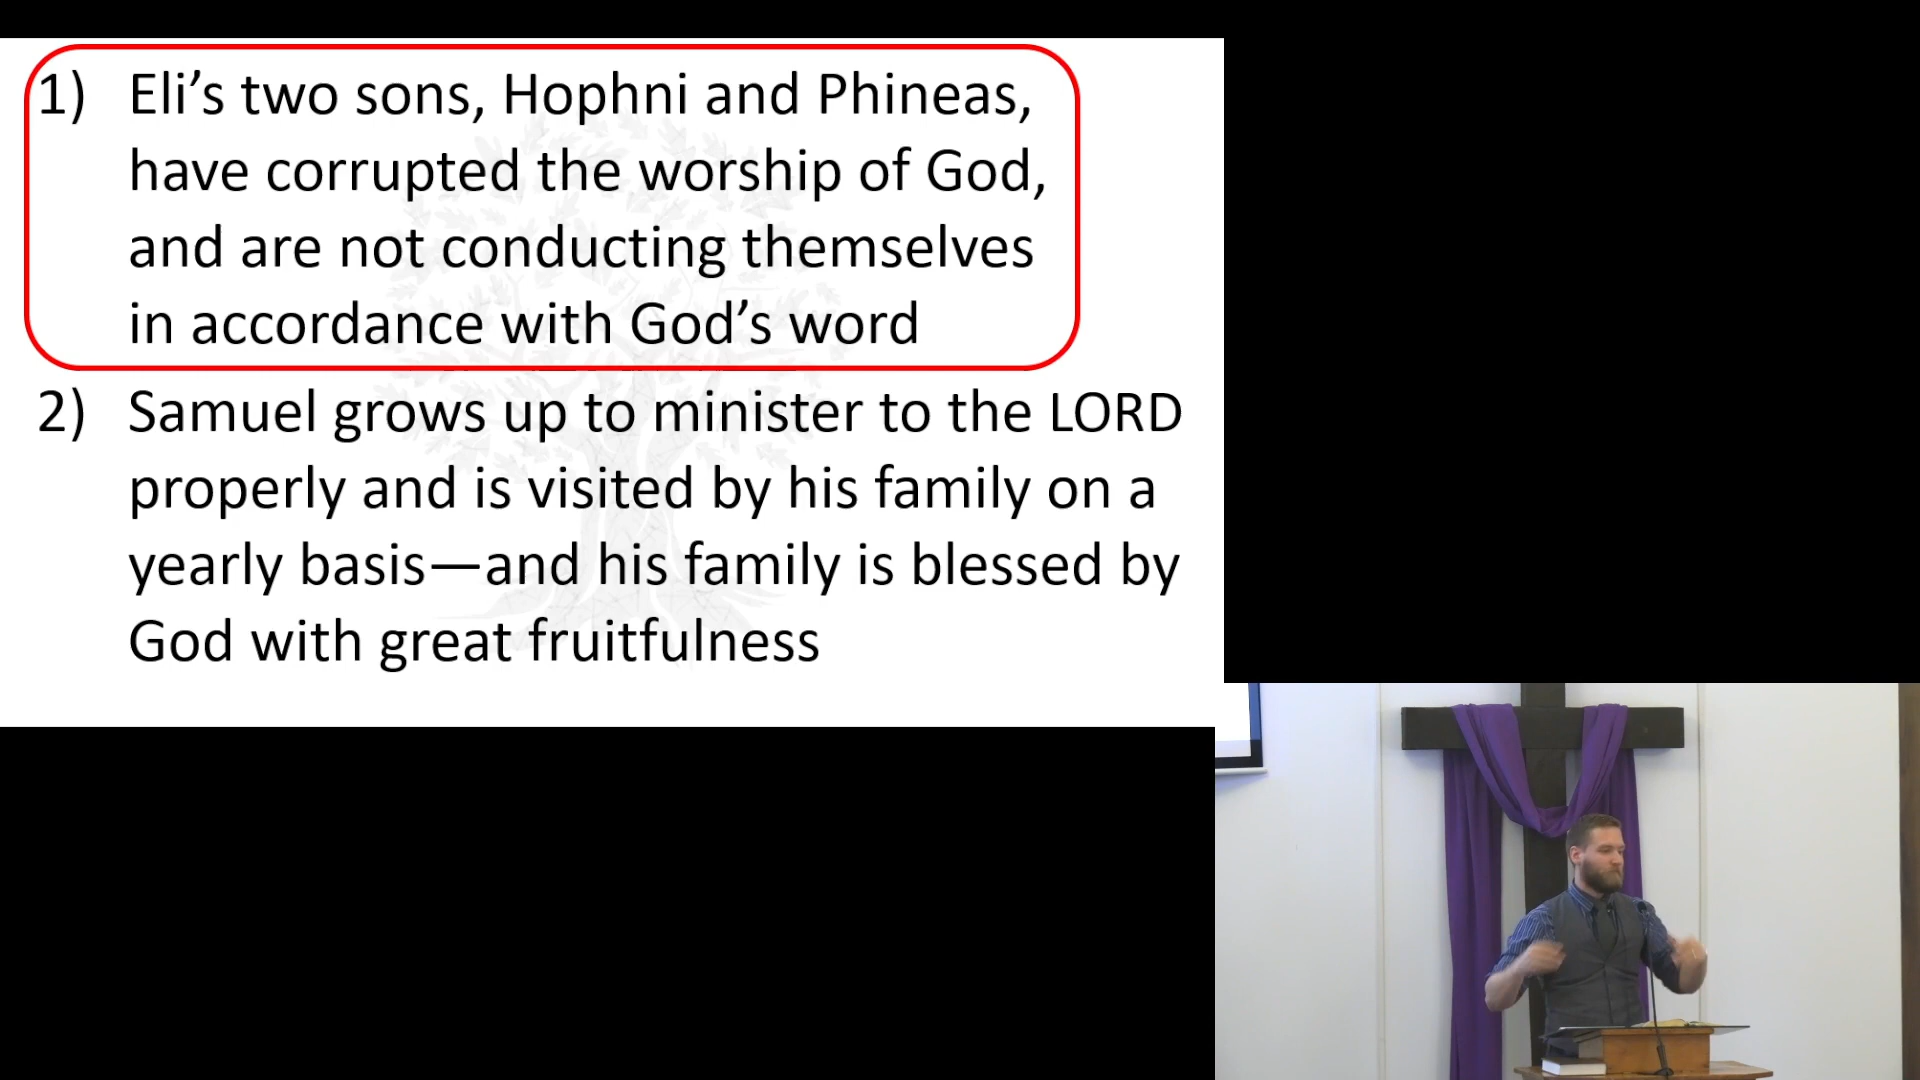 1) Eli’s two sons, Hophni and Phineas,
have corrupted the worship of God,
and are not conducting themselves
in accordance with God’s word
2) Samuel grows up to minister to the LORD
properly and is visited by his family on a
yearly basis—and his family is blessed by
God with great fruitfulness